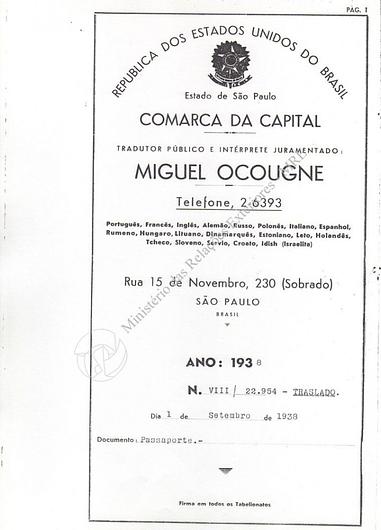 PÁG. 1
REPUBLICA DOS ESTADOS UNIDOS DO BRASIL
Estado de São Paulo
COMARCA DA CAPITAL
TRADUTOR PÚBLICO E INTÉRPRETE JURAMENTADO:
MIGUEL OCOUGNE
Telefone, 2-6393
Português, Francês, Inglês, Alemão, Russo, Polonês, Italiano, Espanhol,
Rumeno, Hungaro, Lituano, Dinamarquês, Estoniano, Leto, Holandês,
Tcheco, Sloveno, Servio, Croato, Idish (Israelita)
Rua 15 de Novembro, 230 (Sobrado)
SÃO PAULO
BRASIL
ANO: 1938
N. VIII/ 22.954 - TRASLADO.
Dia 1 de Setembro de 1938
Documento: Passaporte.-
Firma em todos os Tabelionatos
Ministério das Relações Exteriores - MRE